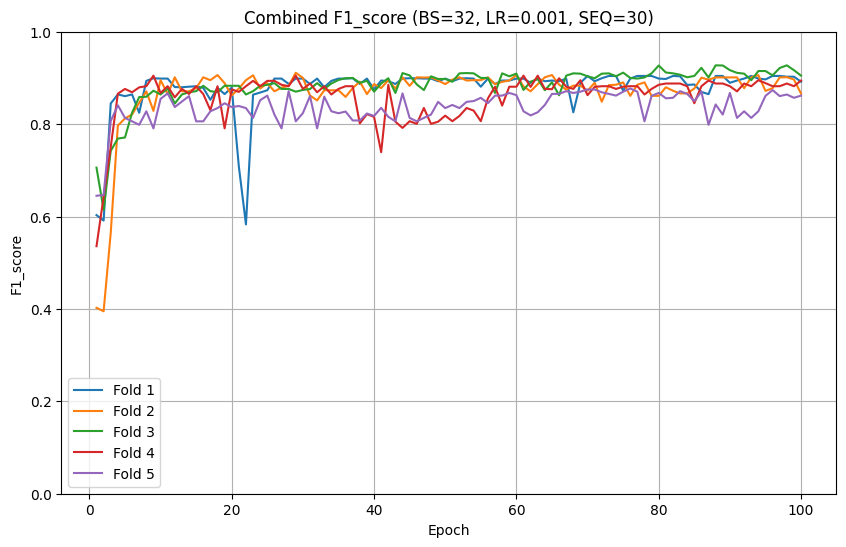 Combined F1_score (BS=32, LR=0.001, SEQ=30)
F1_score
1.0
0.8
0.6
0.4
0.2
0.0
Fold 1
Fold 2
Fold 3
Fold 4
Fold 5
0 20 40 60 80 100
Epoch